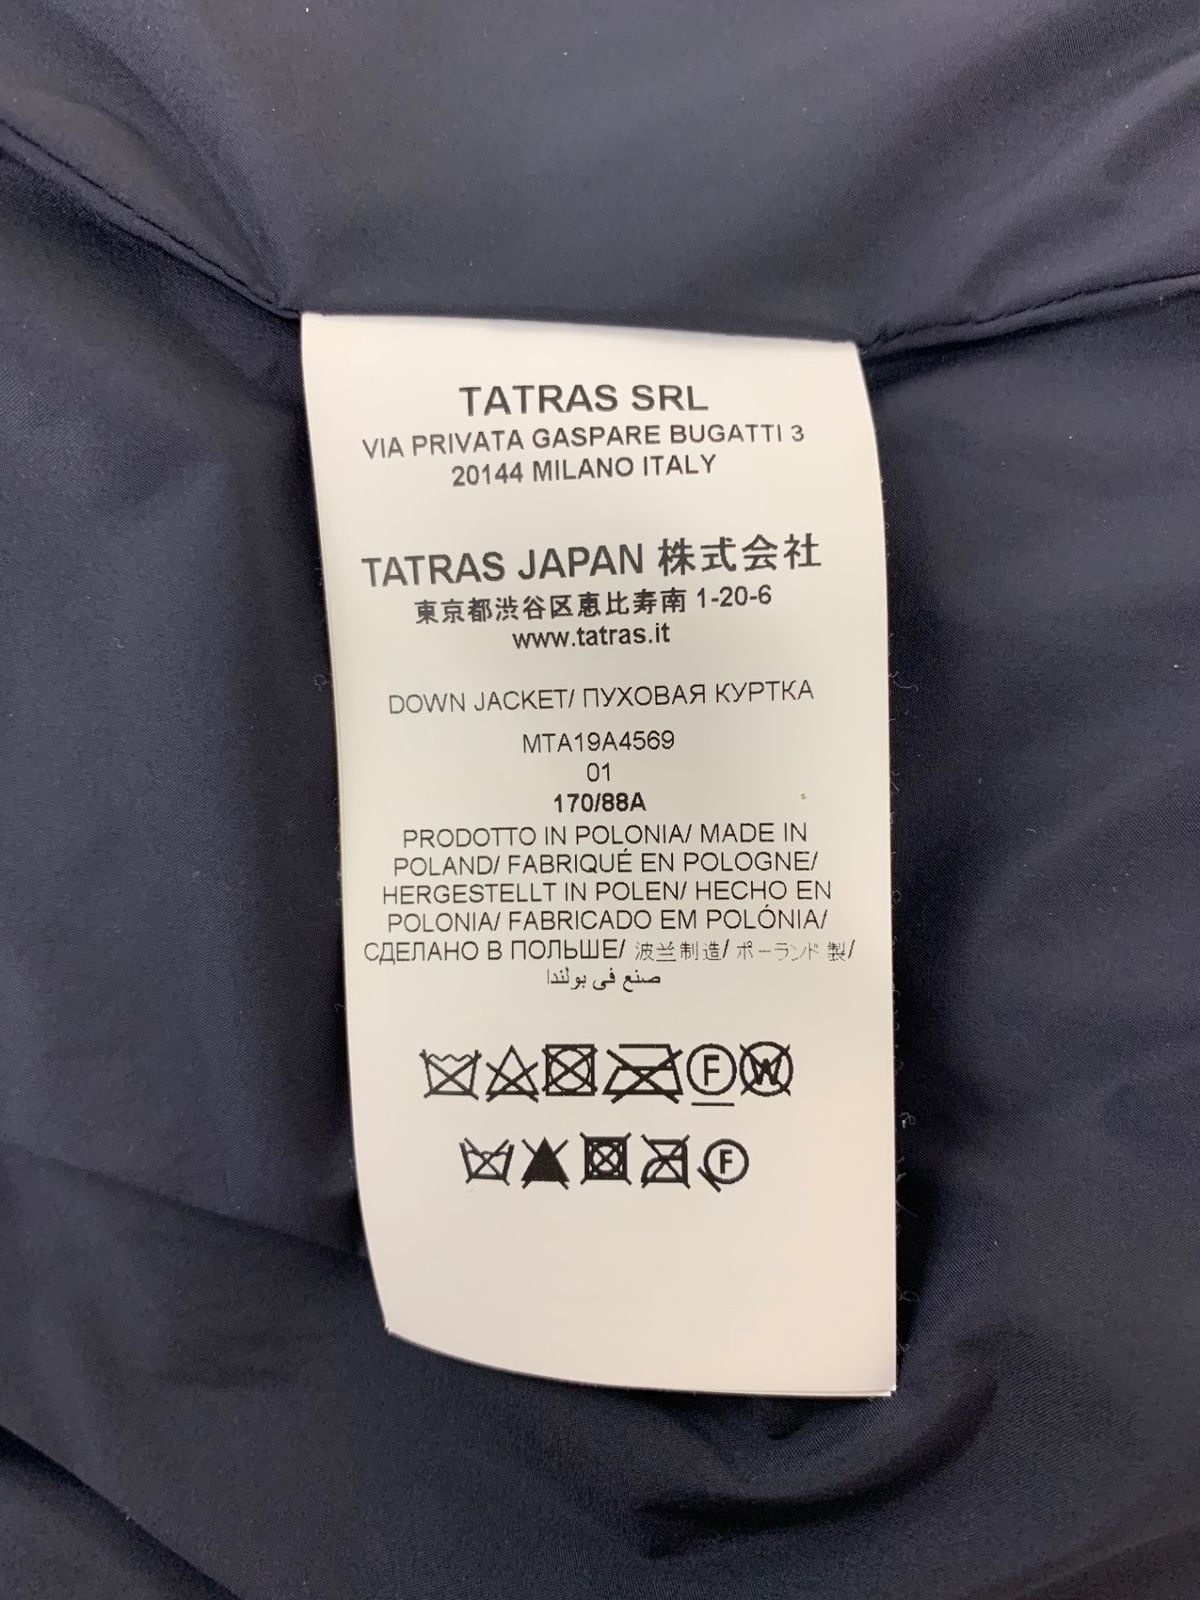 TATRAS SRL
VIA PRIVATA GASPARE BUGATTI 3
20144 MILANO ITALY
TATRAS JAPAN 株式会社
東京都渋谷区恵比寿南 1-20-6
www.tatras.it
DOWN JACKET/ ПУХОВАЯ КУРТКА
MTA19A4569
01
170/88A
PRODOTTO IN POLONIA/ MADE IN
POLAND/ FABRIQUÉ EN POLOGNE/
HERGESTELLT IN POLEN/ HECHO EN
POLONIA/ FABRICADO EM POLÓNIA/
СДЕЛАНО В ПОЛЬШЕ/ 波兰制造/ ポーランド 製/
صنع في بولندا
F W
F